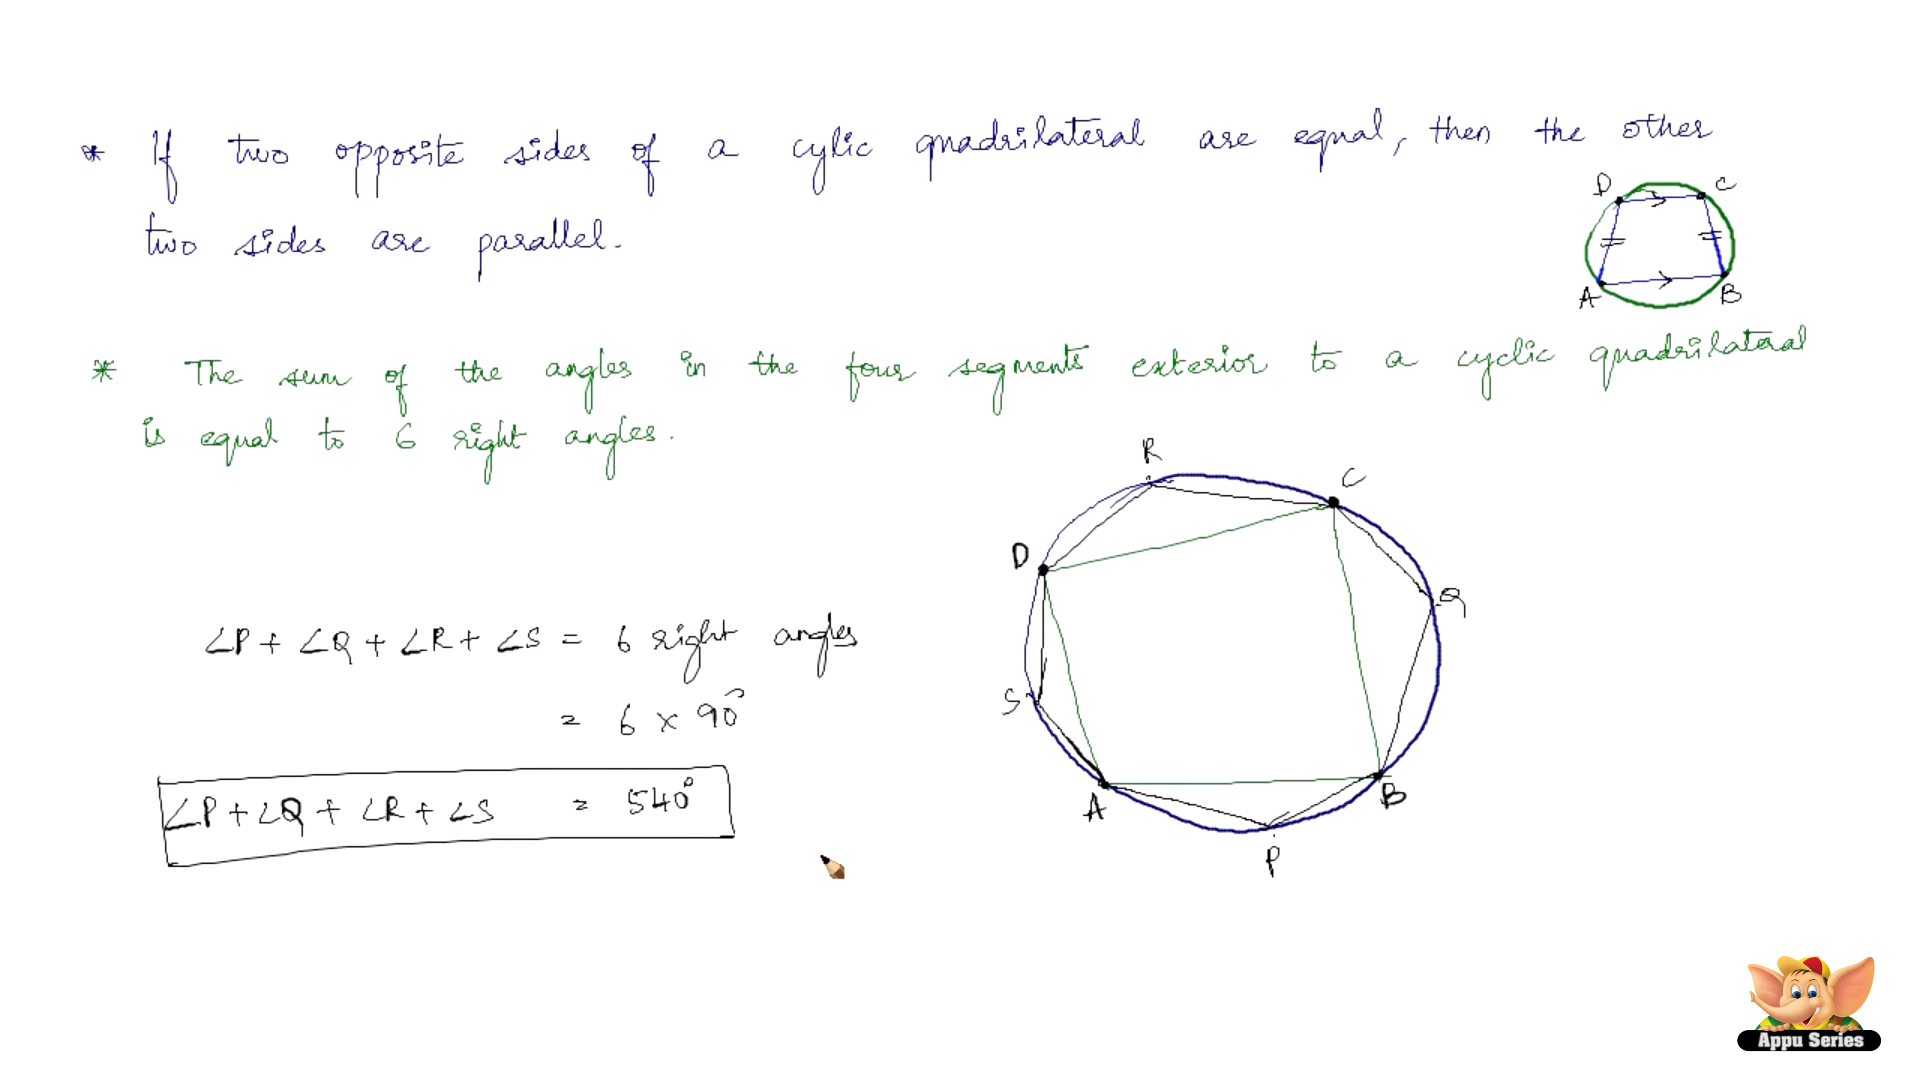 * If two opposite sides of a cylic quadrilateral are equal, then the other
two sides are parallel.
D C
A B
* The sum of the angles in the four segments exterior to a cyclic quadrilateral
is equal to 6 right angles.
R
C
D
Q
∠P + ∠Q + ∠R + ∠S = 6 right angles
S
= 6 × 90°
∠P + ∠Q + ∠R + ∠S = 540°
A B
P
Appu Series